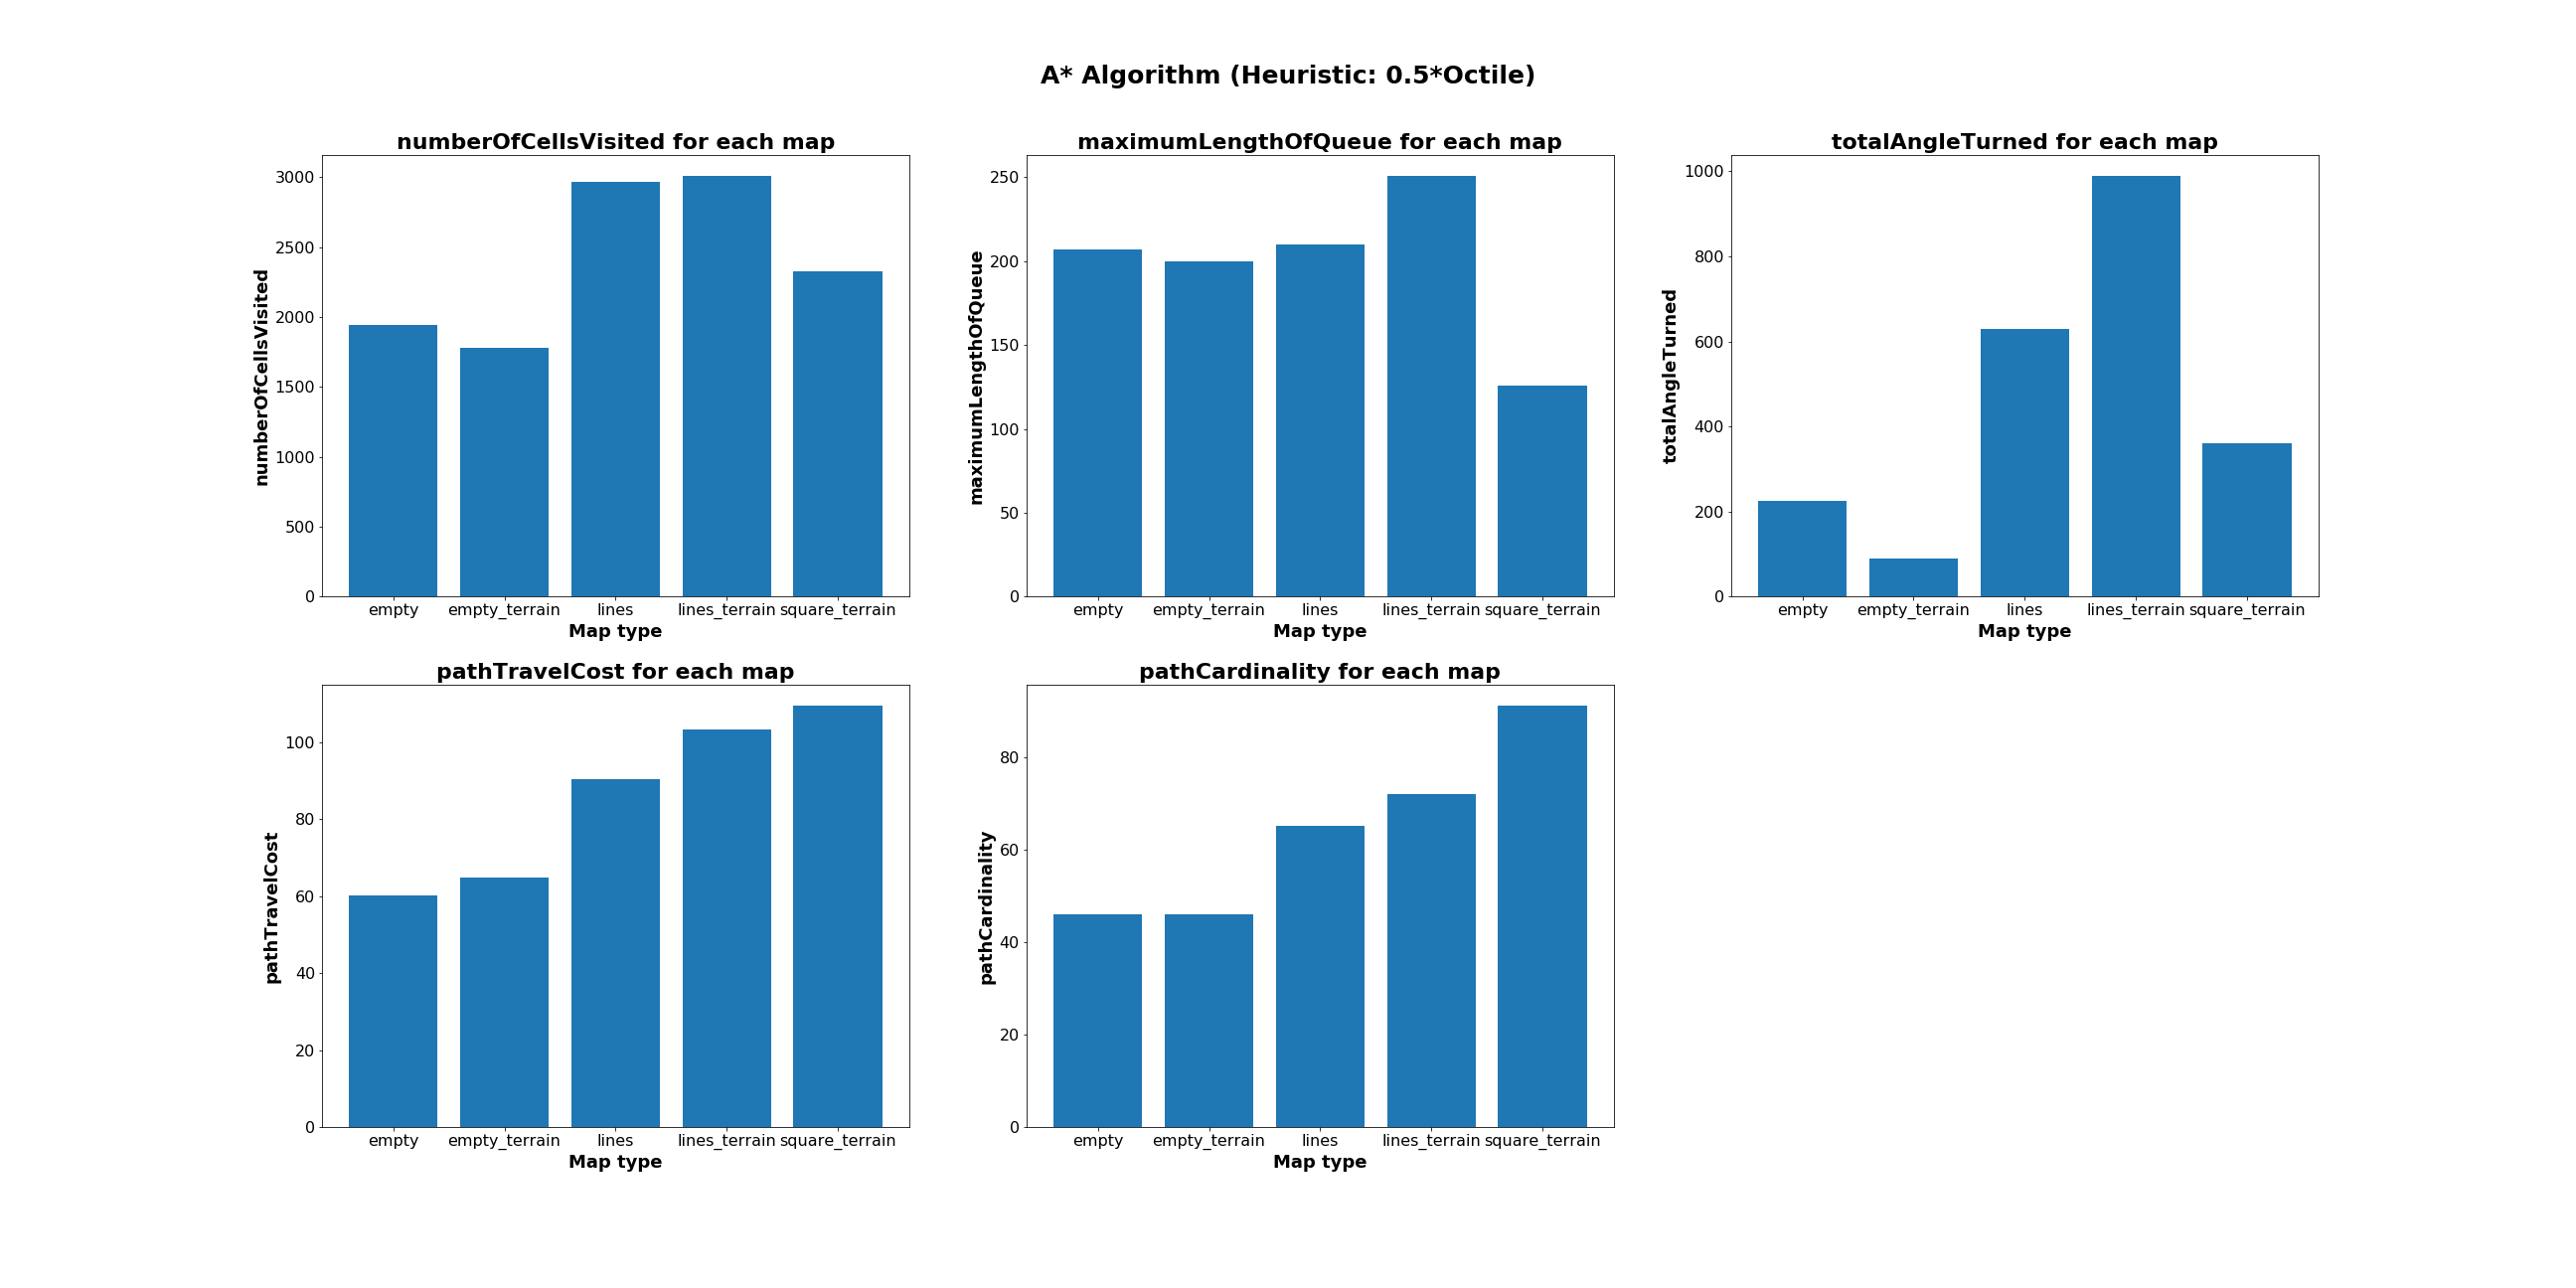 A* Algorithm (Heuristic: 0.5*Octile)
numberOfCellsVisited for each map
numberOfCellsVisited
3000
2500
2000
1500
1000
500
0
empty empty_terrain lines lines_terrain square_terrain
Map type
maximumLengthOfQueue for each map
maximumLengthOfQueue
250
200
150
100
50
0
empty empty_terrain lines lines_terrain square_terrain
Map type
totalAngleTurned for each map
totalAngleTurned
1000
800
600
400
200
0
empty empty_terrain lines lines_terrain square_terrain
Map type
pathTravelCost for each map
pathTravelCost
100
80
60
40
20
0
empty empty_terrain lines lines_terrain square_terrain
Map type
pathCardinality for each map
pathCardinality
80
60
40
20
0
empty empty_terrain lines lines_terrain square_terrain
Map type